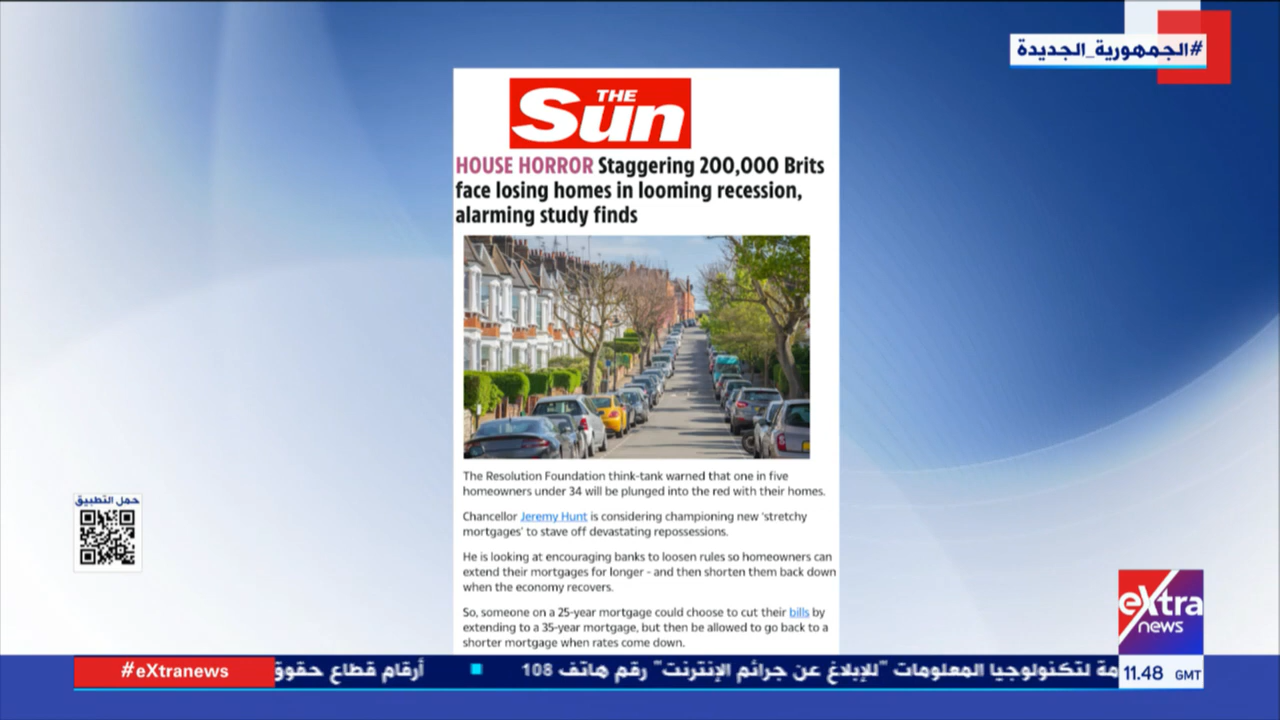 #الجمهورية_الجديدة
THE
Sun
HOUSE HORROR Staggering 200,000 Brits
face losing homes in looming recession,
alarming study finds
The Resolution Foundation think-tank warned that one in five
homeowners under 34 will be plunged into the red with their homes.
Chancellor Jeremy Hunt is considering championing new ‘stretchy
mortgages’ to stave off devastating repossessions.
He is looking at encouraging banks to loosen rules so homeowners can
extend their mortgages for longer - and then shorten them back down
when the economy recovers.
So, someone on a 25-year mortgage could choose to cut their bills by
extending to a 35-year mortgage, but then be allowed to go back to a
shorter mortgage when rates come down.
حمل التطبيق
eXtra
news
11.48 GMT
#eXtranews
مة لتكنولوجيا المعلومات "للإبلاغ عن جرائم الإنترنت" رقم هاتف 108 ■ أرقام قطاع حقوق